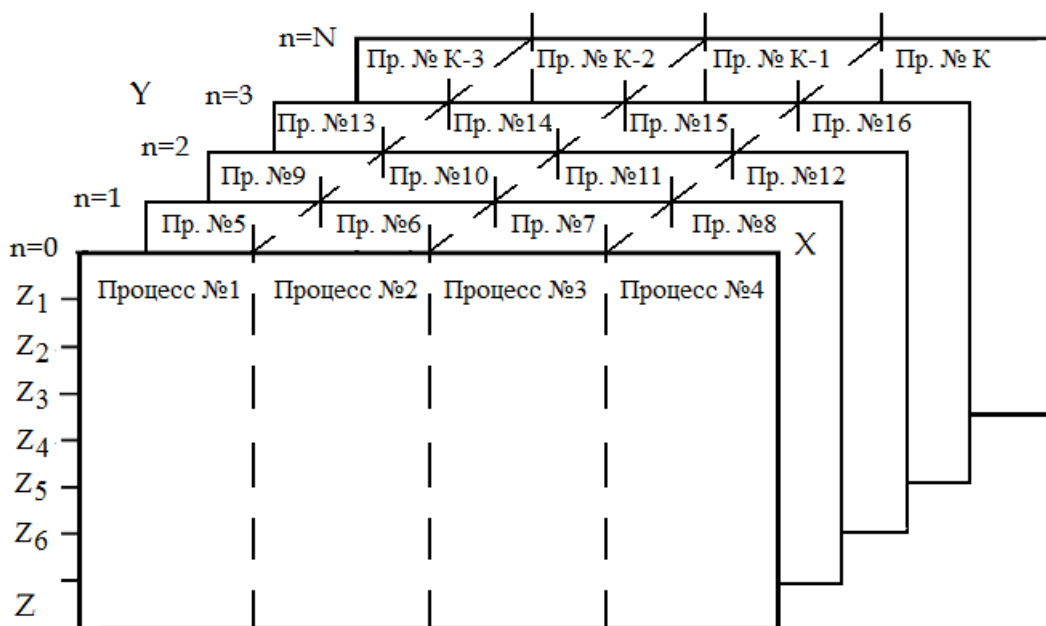 n=N
Пр. № К-3 Пр. № К-2 Пр. № К-1 Пр. № К
Y n=3
Пр. №13 Пр. №14 Пр. №15 Пр. №16
n=2
Пр. №9 Пр. №10 Пр. №11 Пр. №12
n=1
Пр. №5 Пр. №6 Пр. №7 Пр. №8
n=0 X
Процесс №1 Процесс №2 Процесс №3 Процесс №4
Z1
Z2
Z3
Z4
Z5
Z6
Z